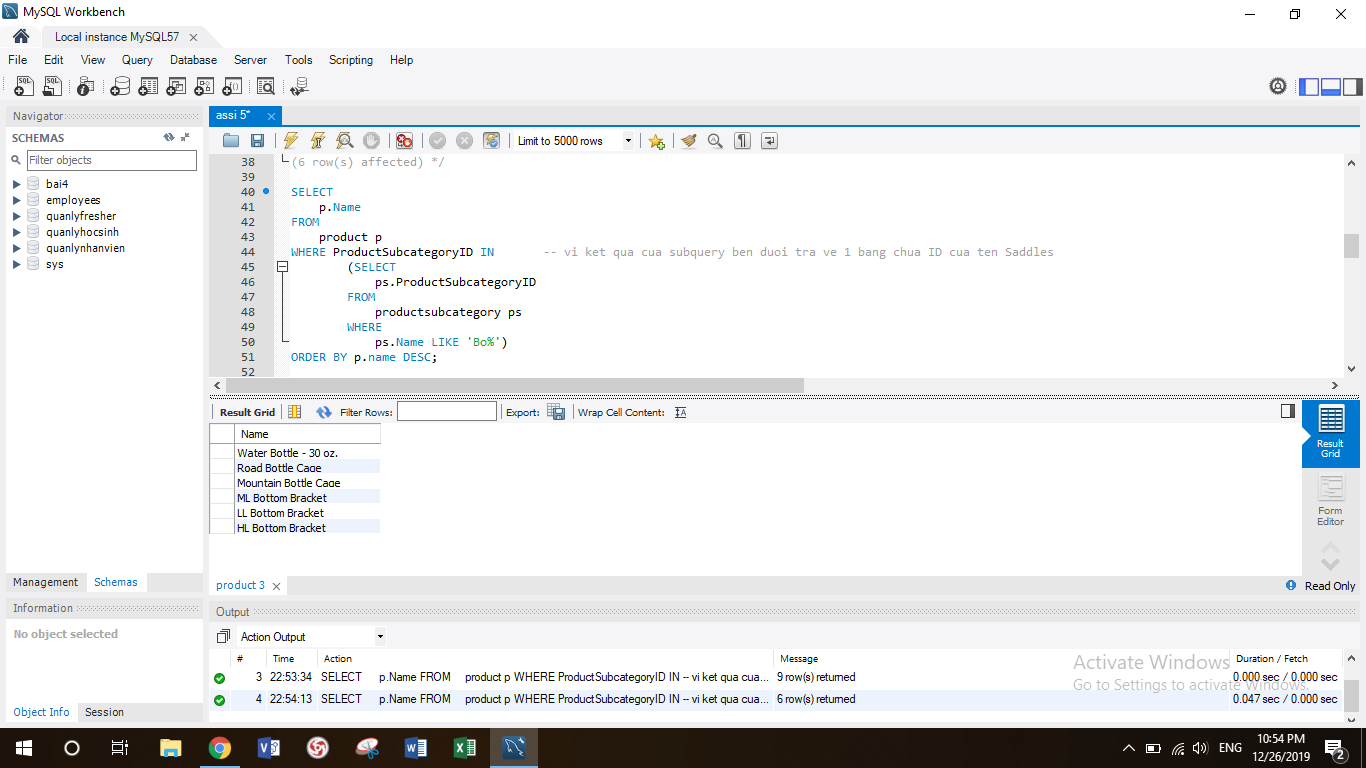 MySQL Workbench
Local instance MySQL57
File Edit View Query Database Server Tools Scripting Help
Navigator
SCHEMAS
Filter objects
bai4
employees
quanlyfresher
quanlyhocsinh
quanlynhanvien
sys
Management Schemas
Information
No object selected
Object Info Session
assi 5*
Limit to 5000 rows
38 (6 row(s) affected) */
39
40 SELECT
41 p.Name
42 FROM
43 product p
44 WHERE ProductSubcategoryID IN -- vi ket qua cua subquery ben duoi tra ve 1 bang chua ID cua ten Saddles
45 (SELECT
46 ps.ProductSubcategoryID
47 FROM
48 productsubcategory ps
49 WHERE
50 ps.Name LIKE 'Bo%')
51 ORDER BY p.name DESC;
52
Result Grid Filter Rows: Export: Wrap Cell Content:
Name
Water Bottle - 30 oz.
Road Bottle Cage
Mountain Bottle Cage
ML Bottom Bracket
LL Bottom Bracket
HL Bottom Bracket
Result
Grid
Form
Editor
product 3
Read Only
Output
Action Output
# Time Action Message Duration / Fetch
3 22:53:34 SELECT p.Name FROM product p WHERE ProductSubcategoryID IN -- vi ket qua cua... 9 row(s) returned 0.000 sec / 0.000 sec
4 22:54:13 SELECT p.Name FROM product p WHERE ProductSubcategoryID IN -- vi ket qua cua... 6 row(s) returned 0.047 sec / 0.000 sec
Activate Windows
Go to Settings to activate Windows.
ENG
10:54 PM
12/26/2019
2